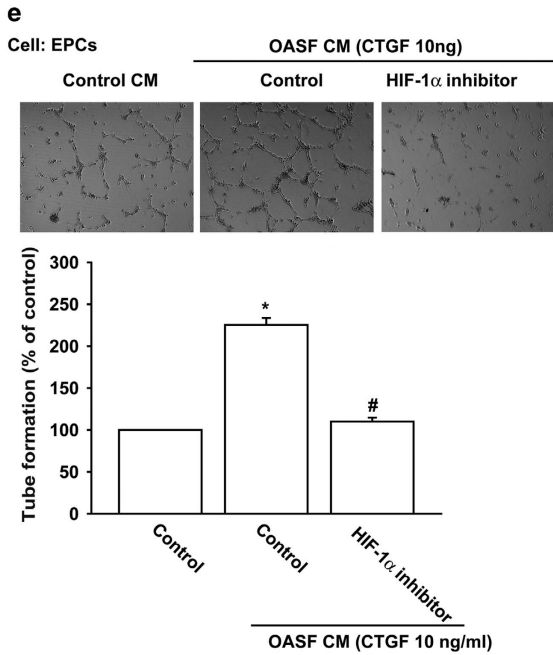 e
Cell: EPCs
OASF CM (CTGF 10ng)
Control CM
Control
HIF-1α inhibitor
300
250
200
150
100
50
0
Tube formation (% of control)
*
#
Control
Control
HIF-1α inhibitor
OASF CM (CTGF 10 ng/ml)